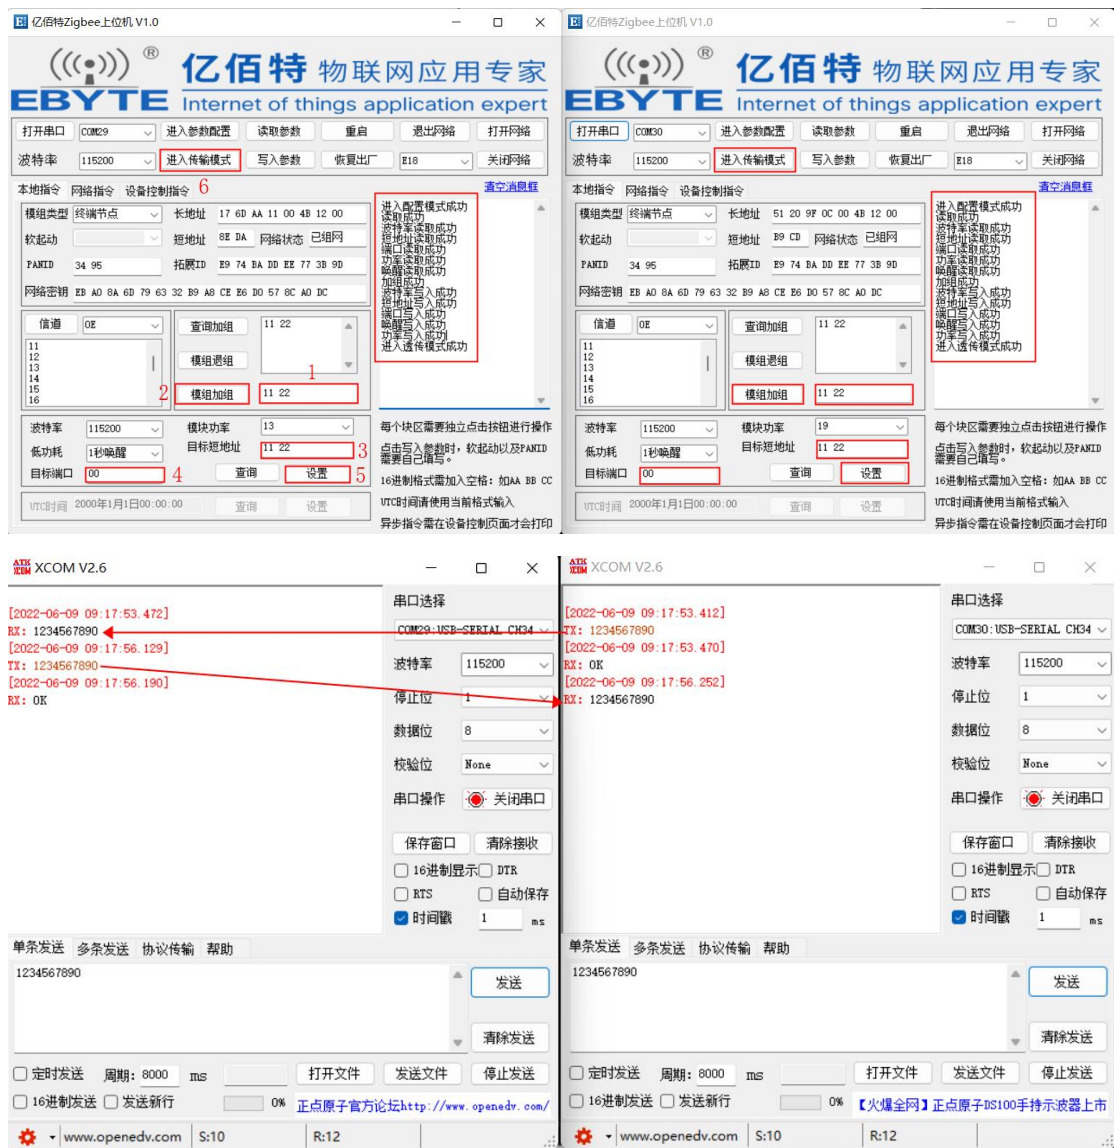 亿佰特Zigbee上位机 V1.0
®
亿佰特 物联网应用专家
EBYTE Internet of things application expert
打开串口 COM29 进入参数配置 读取参数 重启 退出网络 打开网络
波特率 115200 进入传输模式 写入参数 恢复出厂 E18 关闭网络
本地指令 网络指令 设备控制指令 6 清空消息框
模组类型 终端节点 长地址 17 6D AA 11 00 4B 12 00
软起动 短地址 8E DA 网络状态 已组网
PANID 34 95 拓展ID E9 74 BA DD EE 77 3B 9D
网络密钥 EB A0 8A 6D 79 63 32 B9 A8 CE E6 D0 57 8C A0 DC
信道 0E 查询加组 11 22
11
12
13
14
15
16
模组退组
1
2 模组加组 11 22
进入配置模式成功
读取成功
波特率读取成功
短地址读取成功
端口读取成功
功率读取成功
唤醒读取成功
加组成功
波特率写入成功
短地址写入成功
端口写入成功
唤醒写入成功
功率写入成功
进入透传模式成功
波特率 115200 模块功率 13
低功耗 1秒唤醒 目标短地址 11 22 3
目标端口 00 4 查询 设置 5
UTC时间 2000年1月1日00:00:00 查询 设置
每个块区需要独立点击按钮进行操作
点击写入参数时，软起动以及PANID
需要自己填写。
16进制格式需加入空格：如AA BB CC
UTC时间请使用当前格式输入
异步指令需在设备控制页面才会打印
亿佰特Zigbee上位机 V1.0
®
亿佰特 物联网应用专家
EBYTE Internet of things application expert
打开串口 COM30 进入参数配置 读取参数 重启 退出网络 打开网络
波特率 115200 进入传输模式 写入参数 恢复出厂 E18 关闭网络
本地指令 网络指令 设备控制指令 清空消息框
模组类型 终端节点 长地址 51 20 9F 0C 00 4B 12 00
软起动 短地址 B9 CD 网络状态 已组网
PANID 34 95 拓展ID E9 74 BA DD EE 77 3B 9D
网络密钥 EB A0 8A 6D 79 63 32 B9 A8 CE E6 D0 57 8C A0 DC
信道 0E 查询加组 11 22
11
12
13
14
15
16
模组退组
模组加组 11 22
进入配置模式成功
读取成功
波特率读取成功
短地址读取成功
端口读取成功
功率读取成功
唤醒读取成功
加组成功
波特率写入成功
短地址写入成功
端口写入成功
唤醒写入成功
功率写入成功
进入透传模式成功
波特率 115200 模块功率 19
低功耗 1秒唤醒 目标短地址 11 22
目标端口 00 查询 设置
UTC时间 2000年1月1日00:00:00 查询 设置
每个块区需要独立点击按钮进行操作
点击写入参数时，软起动以及PANID
需要自己填写。
16进制格式需加入空格：如AA BB CC
UTC时间请使用当前格式输入
异步指令需在设备控制页面才会打印
ATK XCOM XCOM V2.6
[2022-06-09 09:17:53.472]
RX: 1234567890
[2022-06-09 09:17:56.129]
TX: 1234567890
[2022-06-09 09:17:56.190]
RX: OK
串口选择
COM29:USB-SERIAL CH34
波特率 115200
停止位 1
数据位 8
校验位 None
串口操作 关闭串口
保存窗口 清除接收
16进制显示 DTR
RTS 自动保存
时间戳 1 ms
单条发送 多条发送 协议传输 帮助
1234567890
发送
清除发送
定时发送 周期: 8000 ms 打开文件 发送文件 停止发送
16进制发送 发送新行 0% 正点原子官方论坛http://www.openedv.com/
www.openedv.com S:10 R:12
ATK XCOM XCOM V2.6
[2022-06-09 09:17:53.412]
TX: 1234567890
[2022-06-09 09:17:53.470]
RX: OK
[2022-06-09 09:17:56.252]
RX: 1234567890
串口选择
COM30:USB-SERIAL CH34
波特率 115200
停止位 1
数据位 8
校验位 None
串口操作 关闭串口
保存窗口 清除接收
16进制显示 DTR
RTS 自动保存
时间戳 1 ms
单条发送 多条发送 协议传输 帮助
1234567890
发送
清除发送
定时发送 周期: 8000 ms 打开文件 发送文件 停止发送
16进制发送 发送新行 0% 【火爆全网】正点原子DS100手持示波器上市
www.openedv.com S:10 R:12